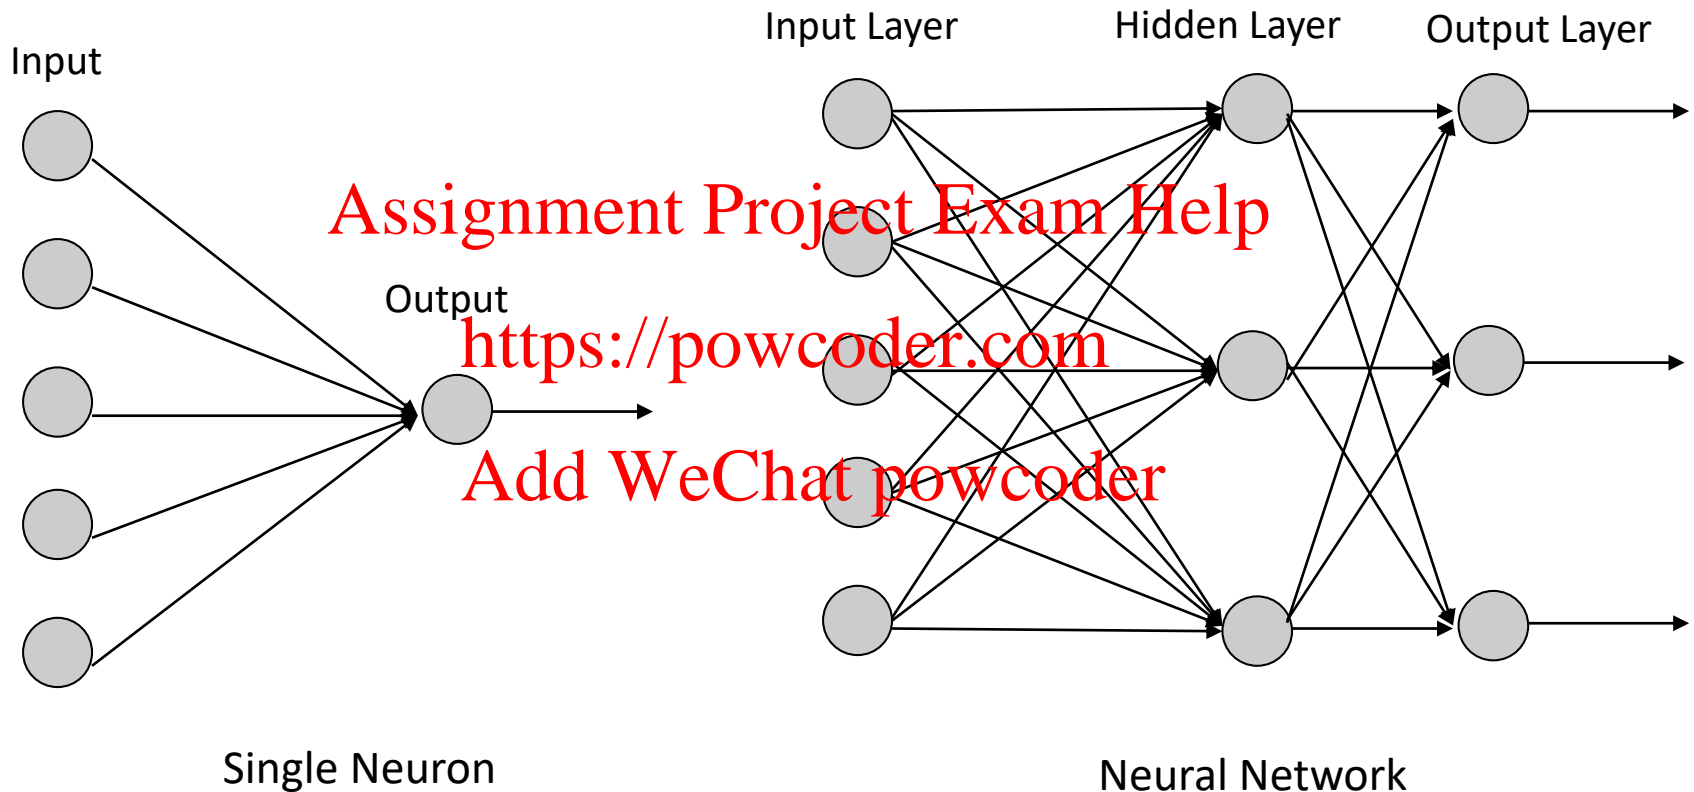 Input
Input Layer
Hidden Layer
Output Layer
Assignment Project Exam Help
Output
https://powcoder.com
Add WeChat powcoder
Single Neuron
Neural Network